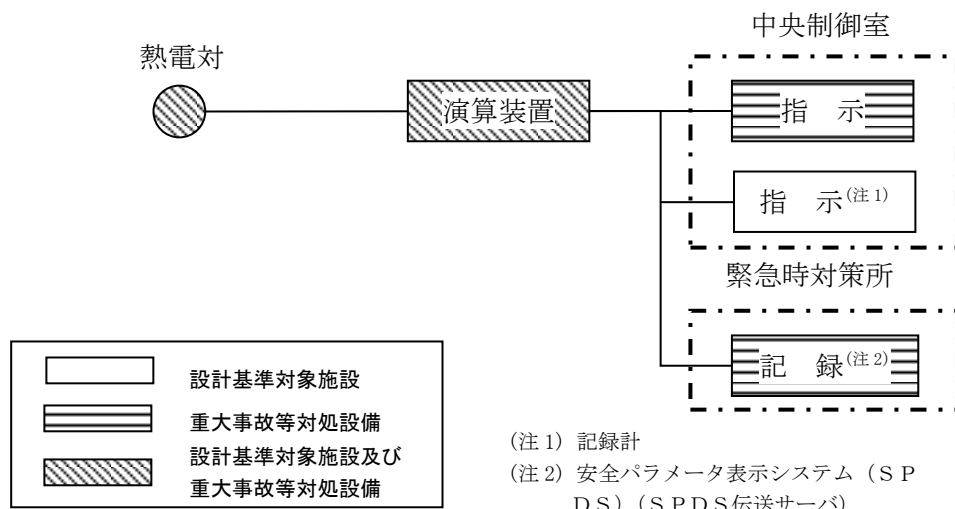 中央制御室
熱電対
演算装置
指　示
指　示(注1)
緊急時対策所
記　録(注2)
設計基準対象施設
重大事故等対処設備
設計基準対象施設及び
重大事故等対処設備
(注1) 記録計
(注2) 安全パラメータ表示システム（ＳＰ
ＤＳ）（ＳＰＤＳ伝送サーバ）